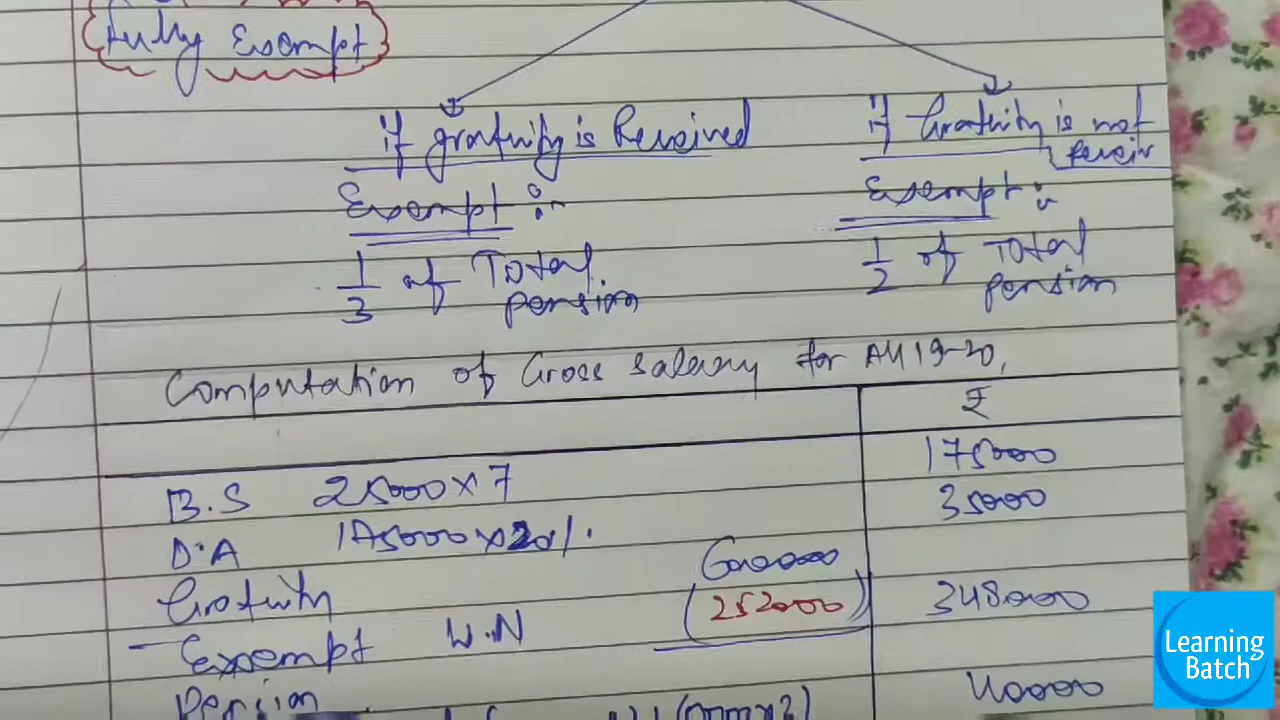 Fully Exempt
if gratuity is Received
if Gratuity is not Receiv
Exempt :-
Exempt :-
1/3 of Total pension
1/2 of Total pension
Computation of Gross Salary for AY 19-20,
₹
B.S 25000×7 175000
D.A 175000×20%. 35000
Gratuity 600000
- Exempt W.N (252000) 348000
Pension
40000
Learning
Batch